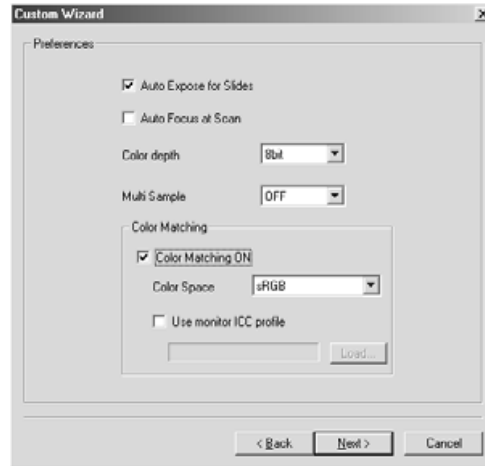 Custom Wizard
Preferences
Auto Expose for Slides
Auto Focus at Scan
Color depth 8bit
Multi Sample OFF
Color Matching
Color Matching ON
Color Space sRGB
Use monitor ICC profile
Load...
< Back Next > Cancel